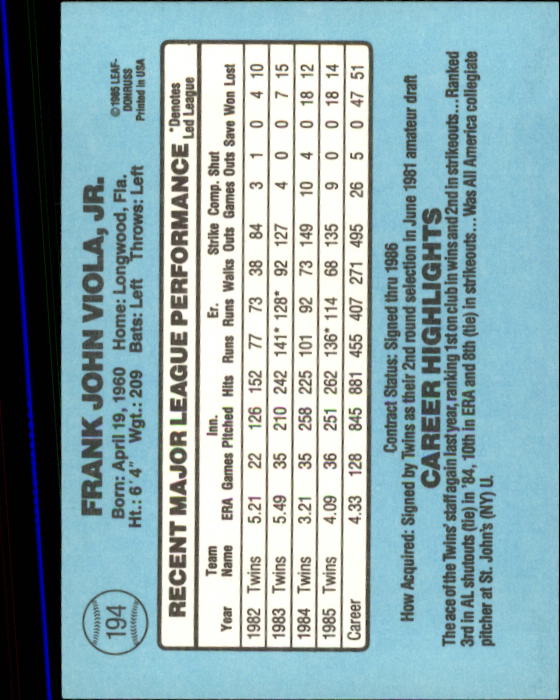 194
FRANK JOHN VIOLA, JR.
Born: April 19, 1960 Home: Longwood, Fla.
Ht.: 6'4" Wgt.: 209 Bats: Left Throws: Left
©1985 LEAF-
DONRUSS
Printed in USA
RECENT MAJOR LEAGUE PERFORMANCE *Denotes
Led League
Team Inn. Er. Strike Comp. Shut
Year Name ERA Games Pitched Hits Runs Runs Walks Outs Games Outs Save Won Lost
1982 Twins 5.21 22 126 152 77 73 38 84 3 1 0 4 10
1983 Twins 5.49 35 210 242 141* 128* 92 127 4 0 0 7 15
1984 Twins 3.21 35 258 225 101 92 73 149 10 4 0 18 12
1985 Twins 4.09 36 251 262 136* 114 68 135 9 0 0 18 14
Career 4.33 128 845 881 455 407 271 495 26 5 0 47 51
Contract Status: Signed thru 1986
How Acquired: Signed by Twins as their 2nd round selection in June 1981 amateur draft
CAREER HIGHLIGHTS
The ace of the Twins' staff again last year, ranking 1st on club in wins and 2nd in strikeouts...Ranked
3rd in AL shutouts (tie) in '84, 10th in ERA and 8th (tie) in strikeouts...Was All America collegiate
pitcher at St. John's (NY) U.